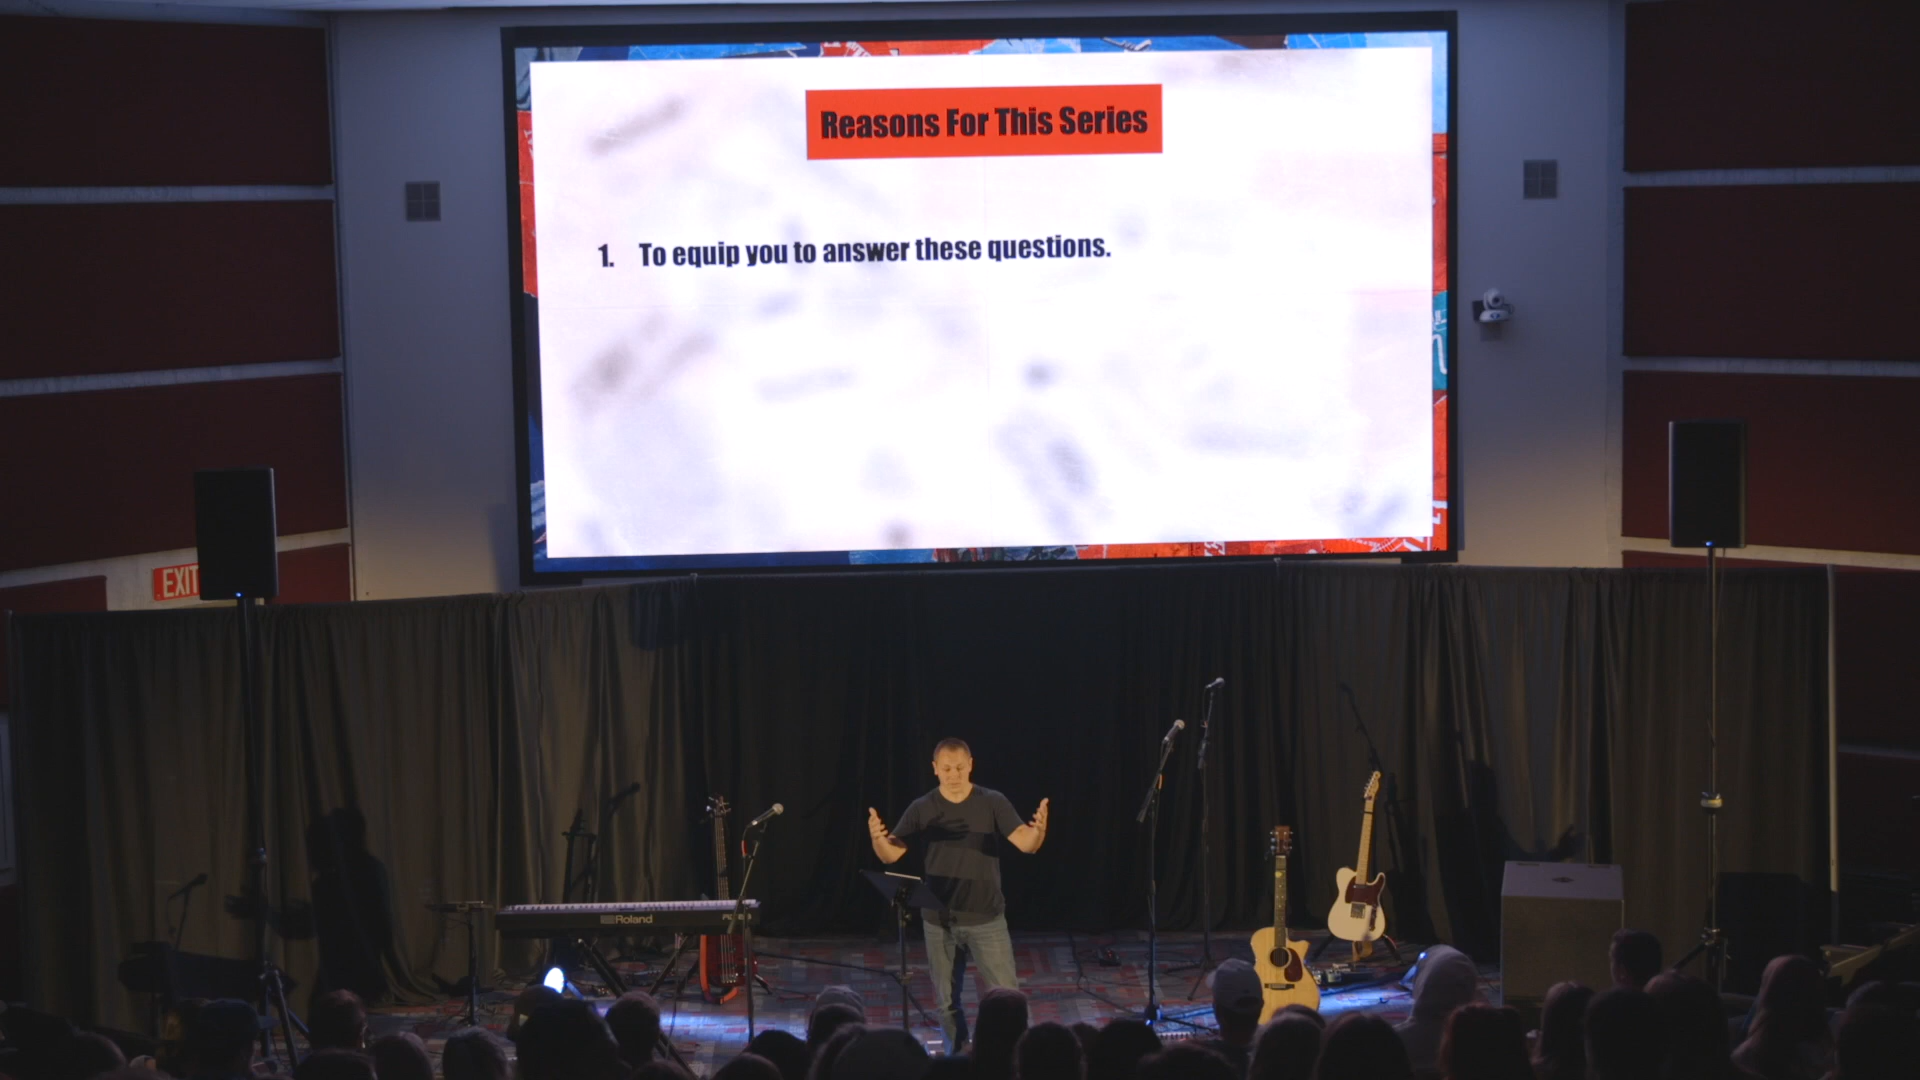 Reasons For This Series
1. To equip you to answer these questions.
EXIT
Roland